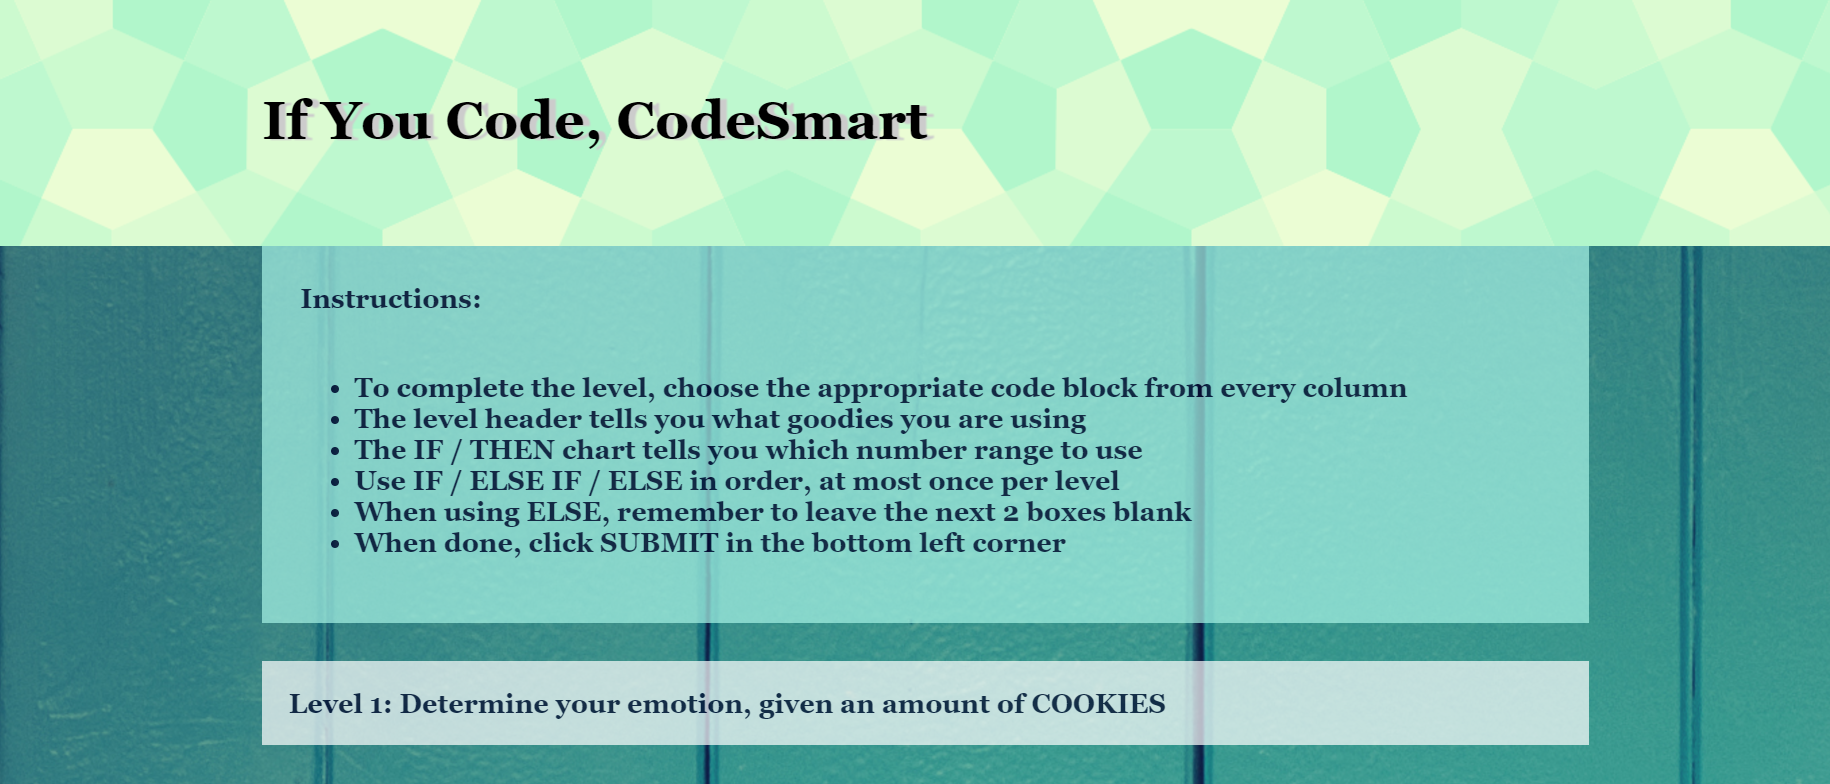 If You Code, CodeSmart
Instructions:
• To complete the level, choose the appropriate code block from every column
• The level header tells you what goodies you are using
• The IF / THEN chart tells you which number range to use
• Use IF / ELSE IF / ELSE in order, at most once per level
• When using ELSE, remember to leave the next 2 boxes blank
• When done, click SUBMIT in the bottom left corner
Level 1: Determine your emotion, given an amount of COOKIES